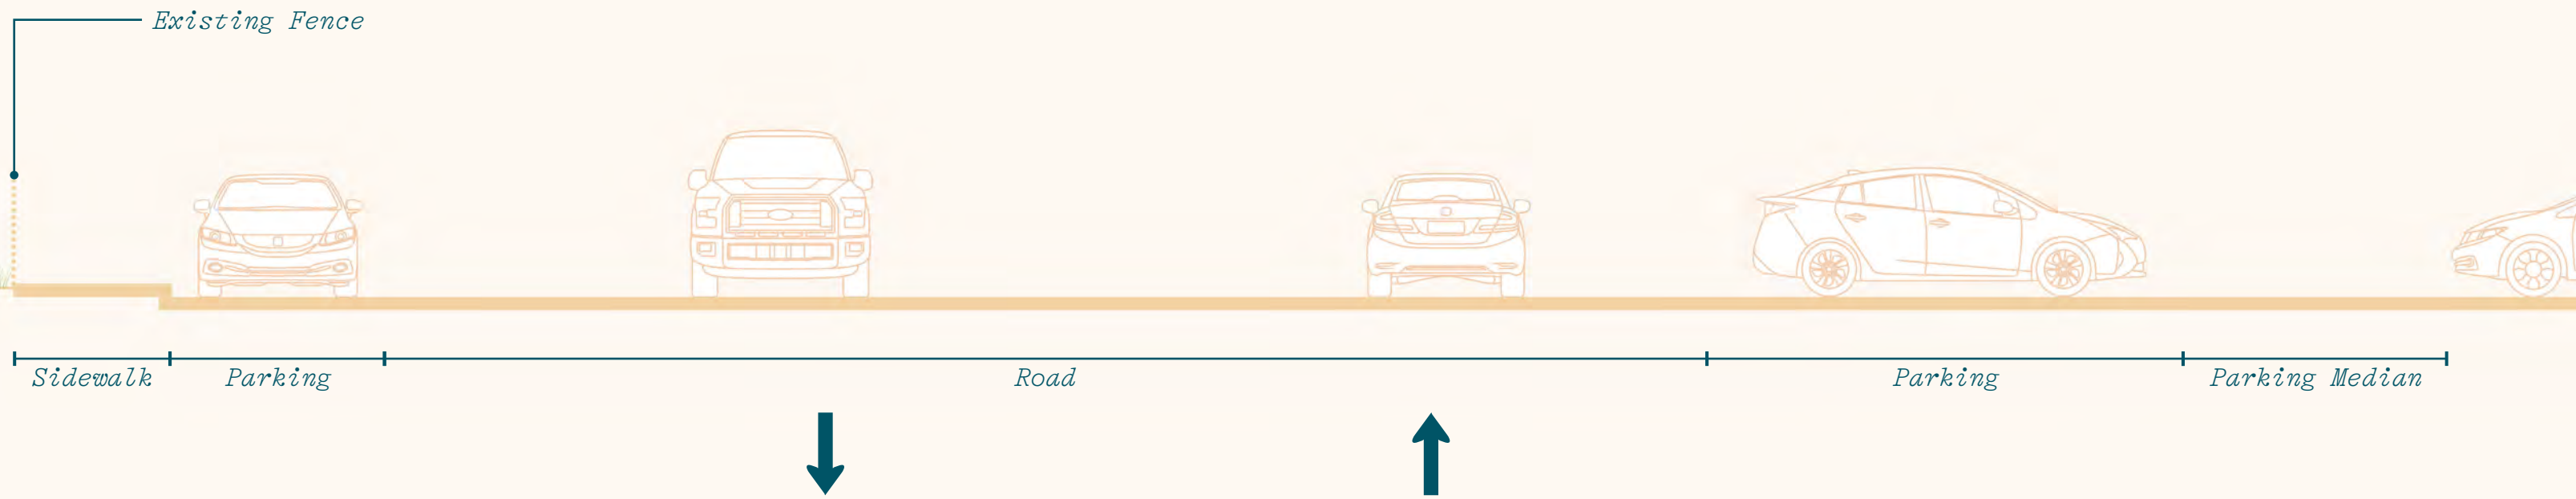 Existing Fence
Sidewalk
Parking
Road
Parking
Parking Median